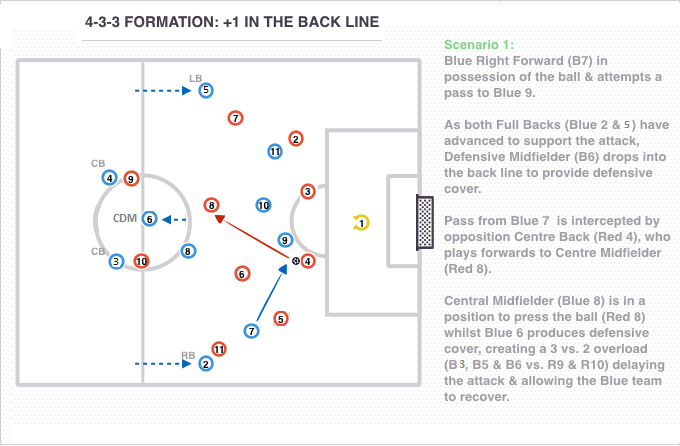 4-3-3 FORMATION: +1 IN THE BACK LINE
Scenario 1:
Blue Right Forward (B7) in
possession of the ball & attempts a
pass to Blue 9.
As both Full Backs (Blue 2 & 5) have
advanced to support the attack,
Defensive Midfielder (B6) drops into
the back line to provide defensive
cover.
Pass from Blue 7 is intercepted by
opposition Centre Back (Red 4), who
plays forwards to Centre Midfielder
(Red 8).
Central Midfielder (Blue 8) is in a
position to press the ball (Red 8)
whilst Blue 6 produces defensive
cover, creating a 3 vs. 2 overload
(B3, B5 & B6 vs. R9 & R10) delaying
the attack & allowing the Blue team
to recover.
LB
5
7
2
11
CB
4
9
3
8
10
CDM
6
1
9
8
CB
3
10
4
6
5
7
11
RB
2